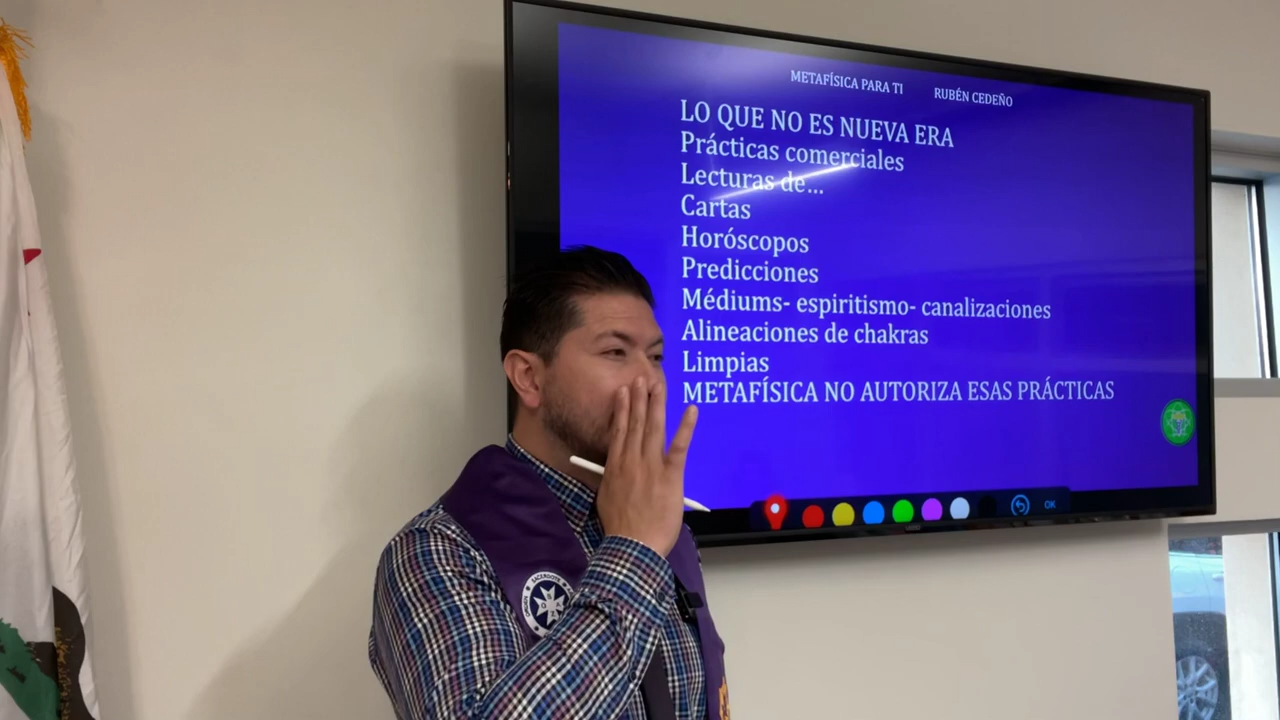 METAFÍSICA PARA TI RUBÉN CEDEÑO
LO QUE NO ES NUEVA ERA
Prácticas comerciales
Lecturas de...
Cartas
Horóscopos
Predicciones
Médiums- espiritismo- canalizaciones
Alineaciones de chakras
Limpias
METAFÍSICA NO AUTORIZA ESAS PRÁCTICAS
OK
SACERDOTE